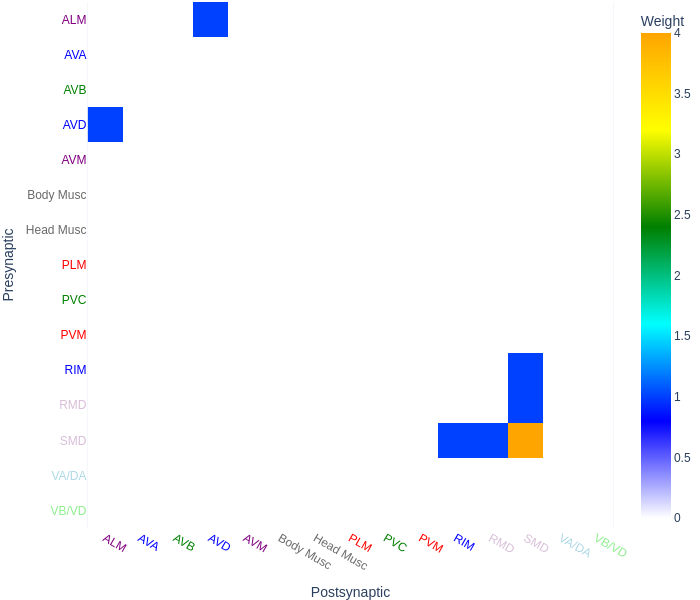 Weight
ALM
AVA
AVB
AVD
AVM
Body Musc
Head Musc
PLM
PVC
PVM
RIM
RMD
SMD
VA/DA
VB/VD
Presynaptic
4
3.5
3
2.5
2
1.5
1
0.5
0
ALM
AVA
AVB
AVD
AVM
Body Musc
Head Musc
PLM
PVC
PVM
RIM
RMD
SMD
VA/DA
VB/VD
Postsynaptic